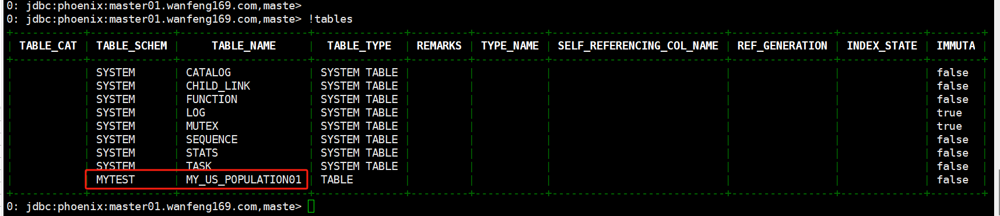 0: jdbc:phoenix:master01.wanfeng169.com,maste>
0: jdbc:phoenix:master01.wanfeng169.com,maste> !tables
+-----------+-------------+-------------------+--------------+----------+------------+----------------------------+-----------------+--------------+--------+
| TABLE_CAT | TABLE_SCHEM | TABLE_NAME | TABLE_TYPE | REMARKS | TYPE_NAME | SELF_REFERENCING_COL_NAME | REF_GENERATION | INDEX_STATE | IMMUTA |
+-----------+-------------+-------------------+--------------+----------+------------+----------------------------+-----------------+--------------+--------+
| | SYSTEM | CATALOG | SYSTEM TABLE | | | | | | false |
| | SYSTEM | CHILD_LINK | SYSTEM TABLE | | | | | | false |
| | SYSTEM | FUNCTION | SYSTEM TABLE | | | | | | false |
| | SYSTEM | LOG | SYSTEM TABLE | | | | | | true |
| | SYSTEM | MUTEX | SYSTEM TABLE | | | | | | true |
| | SYSTEM | SEQUENCE | SYSTEM TABLE | | | | | | false |
| | SYSTEM | STATS | SYSTEM TABLE | | | | | | false |
| | SYSTEM | TASK | SYSTEM TABLE | | | | | | false |
| | MYTEST | MY_US_POPULATION01 | TABLE | | | | | | false |
+-----------+-------------+-------------------+--------------+----------+------------+----------------------------+-----------------+--------------+--------+
0: jdbc:phoenix:master01.wanfeng169.com,maste>